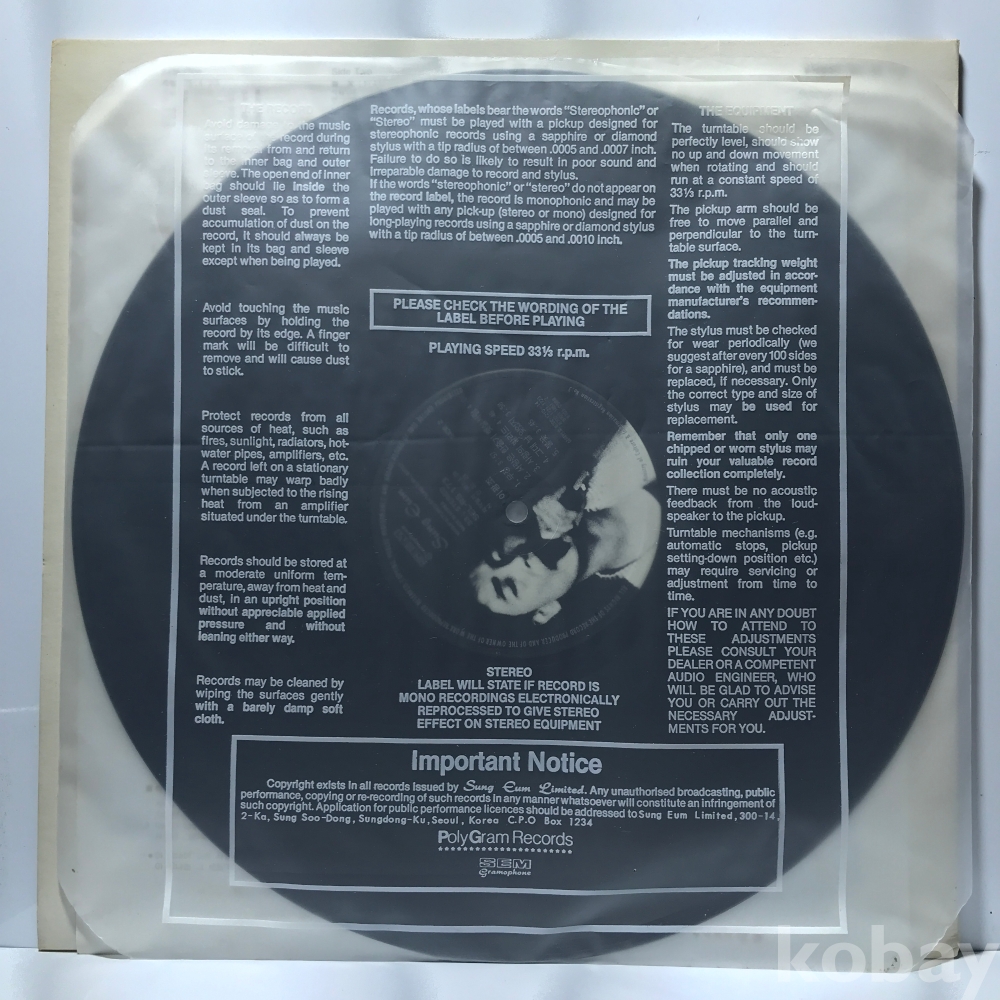 THE RECORD
Avoid damage to the music
record during
its removal from and return
to the inner bag and outer
sleeve. The open end of inner
bag should lie inside the
outer sleeve so as to form a
dust seal. To prevent
accumulation of dust on the
record, it should always be
kept in its bag and sleeve
except when being played.
Avoid touching the music
surfaces by holding the
record by its edge. A finger
mark will be difficult to
remove and will cause dust
to stick.
Protect records from all
sources of heat, such as
fires, sunlight, radiators, hot-
water pipes, amplifiers, etc.
A record left on a stationary
turntable may warp badly
when subjected to the rising
heat from an amplifier
situated under the turntable.
Records should be stored at
a moderate uniform tem-
perature, away from heat and
dust, in an upright position
without appreciable applied
pressure and without
leaning either way.
Records may be cleaned by
wiping the surfaces gently
with a barely damp soft
cloth.
Records, whose labels bear the words "Stereophonic" or
"Stereo" must be played with a pickup designed for
stereophonic records using a sapphire or diamond
stylus with a tip radius of between .0005 and .0007 inch.
Failure to do so is likely to result in poor sound and
irreparable damage to record and stylus.
If the words "stereophonic" or "stereo" do not appear on
the record label, the record is monophonic and may be
played with any pick-up (stereo or mono) designed for
long-playing records using a sapphire or diamond stylus
with a tip radius of between .0005 and .0010 inch.
PLEASE CHECK THE WORDING OF THE
LABEL BEFORE PLAYING
PLAYING SPEED 33⅓ r.p.m.
STEREO
LABEL WILL STATE IF RECORD IS
MONO RECORDINGS ELECTRONICALLY
REPROCESSED TO GIVE STEREO
EFFECT ON STEREO EQUIPMENT
THE EQUIPMENT
The turntable should be
perfectly level, should show
no up and down movement
when rotating and should
run at a constant speed of
33⅓ r.p.m.
The pickup arm should be
free to move parallel and
perpendicular to the turn-
table surface.
The pickup tracking weight
must be adjusted in accor-
dance with the equipment
manufacturer's recommen-
dations.
The stylus must be checked
for wear periodically (we
suggest after every 100 sides
for a sapphire), and must be
replaced, if necessary. Only
the correct type and size of
stylus may be used for
replacement.
Remember that only one
chipped or worn stylus may
ruin your valuable record
collection completely.
There must be no acoustic
feedback from the loud-
speaker to the pickup.
Turntable mechanisms (e.g.
automatic stops, pickup
setting-down position etc.)
may require servicing or
adjustment from time to
time.
IF YOU ARE IN ANY DOUBT
HOW TO ATTEND TO
THESE ADJUSTMENTS
PLEASE CONSULT YOUR
DEALER OR A COMPETENT
AUDIO ENGINEER, WHO
WILL BE GLAD TO ADVISE
YOU OR CARRY OUT THE
NECESSARY ADJUST-
MENTS FOR YOU.
Important Notice
Copyright exists in all records issued by Sung Eum Limited. Any unauthorised broadcasting, public
performance, copying or re-recording of such records in any manner whatsoever will constitute an infringement of
such copyright. Application for public performance licences should be addressed to Sung Eum Limited, 300-14,
2-Ka, Sung Soo-Dong, Sungdong-Ku, Seoul, Korea C.P.O Box 1234
PolyGram Records
SEM
Gramophone
kobay